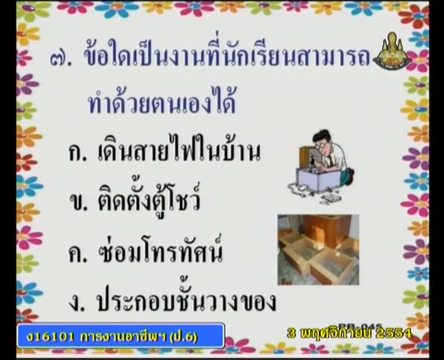 ๗. ข้อใดเป็นงานที่นักเรียนสามารถ
ทำด้วยตนเองได้
ก. เดินสายไฟในบ้าน
ข. ติดตั้งตู้โชว์
ค. ซ่อมโทรทัศน์
ง. ประกอบชั้นวางของ
ง16101 การงานอาชีพฯ (ป.6)
3 พฤศจิกายน 2554